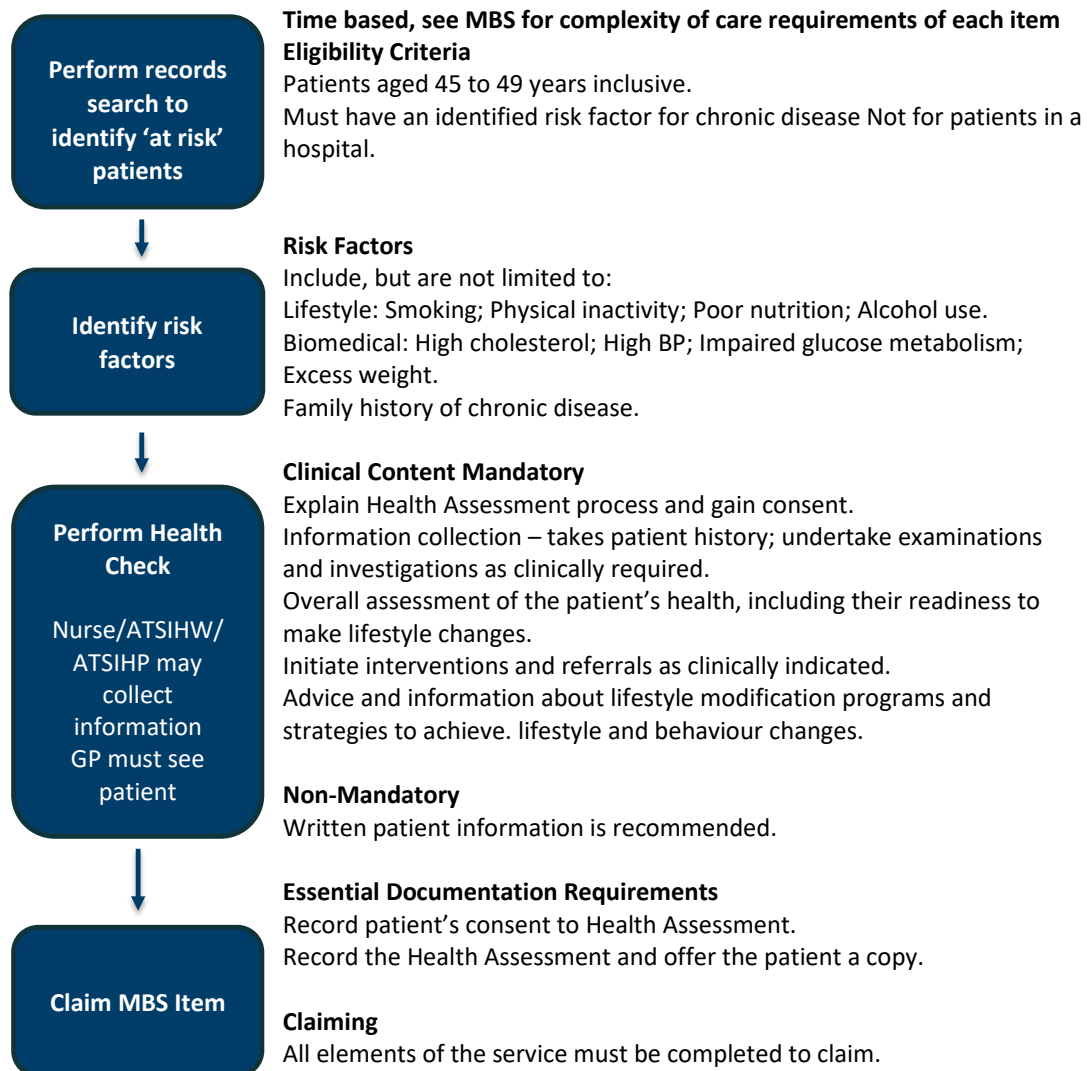 Perform records
search to
identify ‘at risk’
patients
Time based, see MBS for complexity of care requirements of each item
Eligibility Criteria
Patients aged 45 to 49 years inclusive.
Must have an identified risk factor for chronic disease Not for patients in a
hospital.
Identify risk
factors
Risk Factors
Include, but are not limited to:
Lifestyle: Smoking; Physical inactivity; Poor nutrition; Alcohol use.
Biomedical: High cholesterol; High BP; Impaired glucose metabolism;
Excess weight.
Family history of chronic disease.
Perform Health
Check
Nurse/ATSIHW/
ATSIHP may
collect
information
GP must see
patient
Clinical Content Mandatory
Explain Health Assessment process and gain consent.
Information collection – takes patient history; undertake examinations
and investigations as clinically required.
Overall assessment of the patient’s health, including their readiness to
make lifestyle changes.
Initiate interventions and referrals as clinically indicated.
Advice and information about lifestyle modification programs and
strategies to achieve. lifestyle and behaviour changes.
Non-Mandatory
Written patient information is recommended.
Claim MBS Item
Essential Documentation Requirements
Record patient’s consent to Health Assessment.
Record the Health Assessment and offer the patient a copy.
Claiming
All elements of the service must be completed to claim.